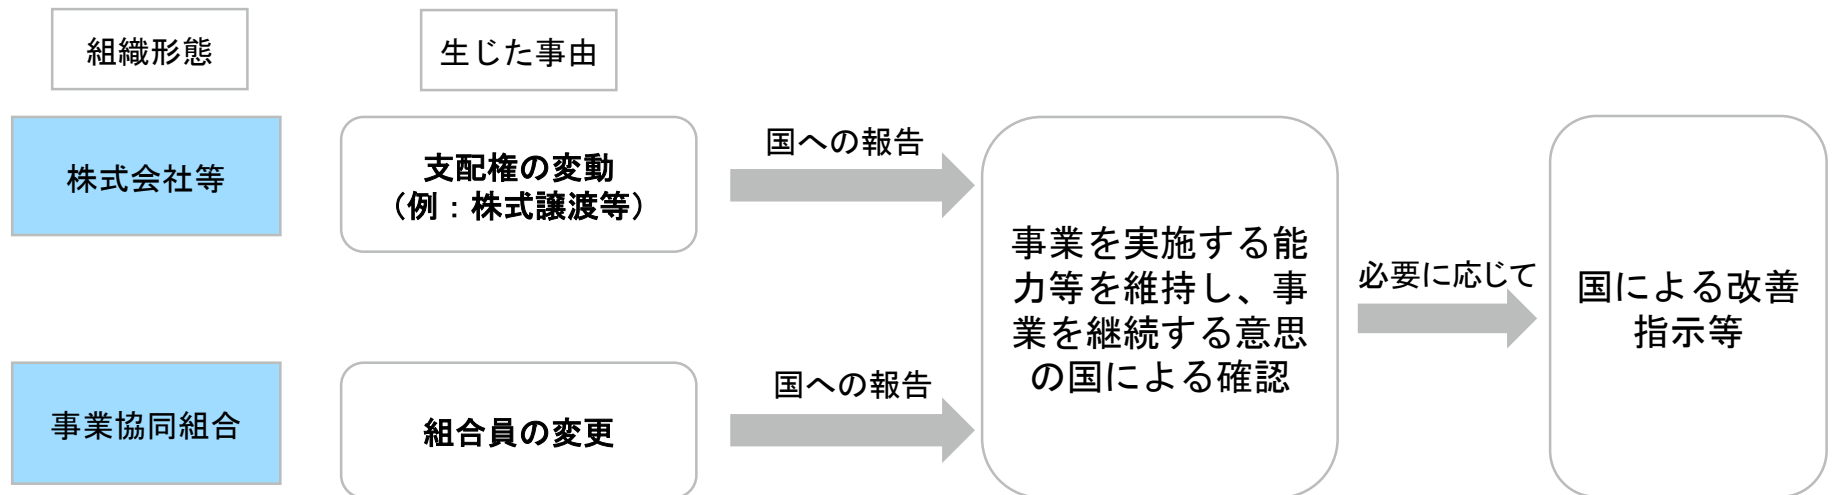 組織形態
生じた事由
株式会社等
支配権の変動
（例：株式譲渡等）
国への報告
事業協同組合
組合員の変更
国への報告
事業を実施する能
力等を維持し、事
業を継続する意思
の国による確認
必要に応じて
国による改善
指示等